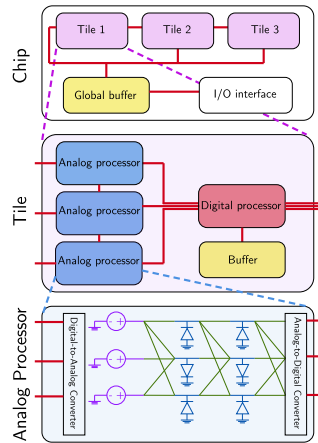 Chip
Tile 1
Tile 2
Tile 3
Global buffer
I/O interface
Tile
Analog processor
Analog processor
Analog processor
Digital processor
Buffer
Analog Processor
Digital-to-Analog Converter
- +
- +
- +
Analog-to-Digital Converter